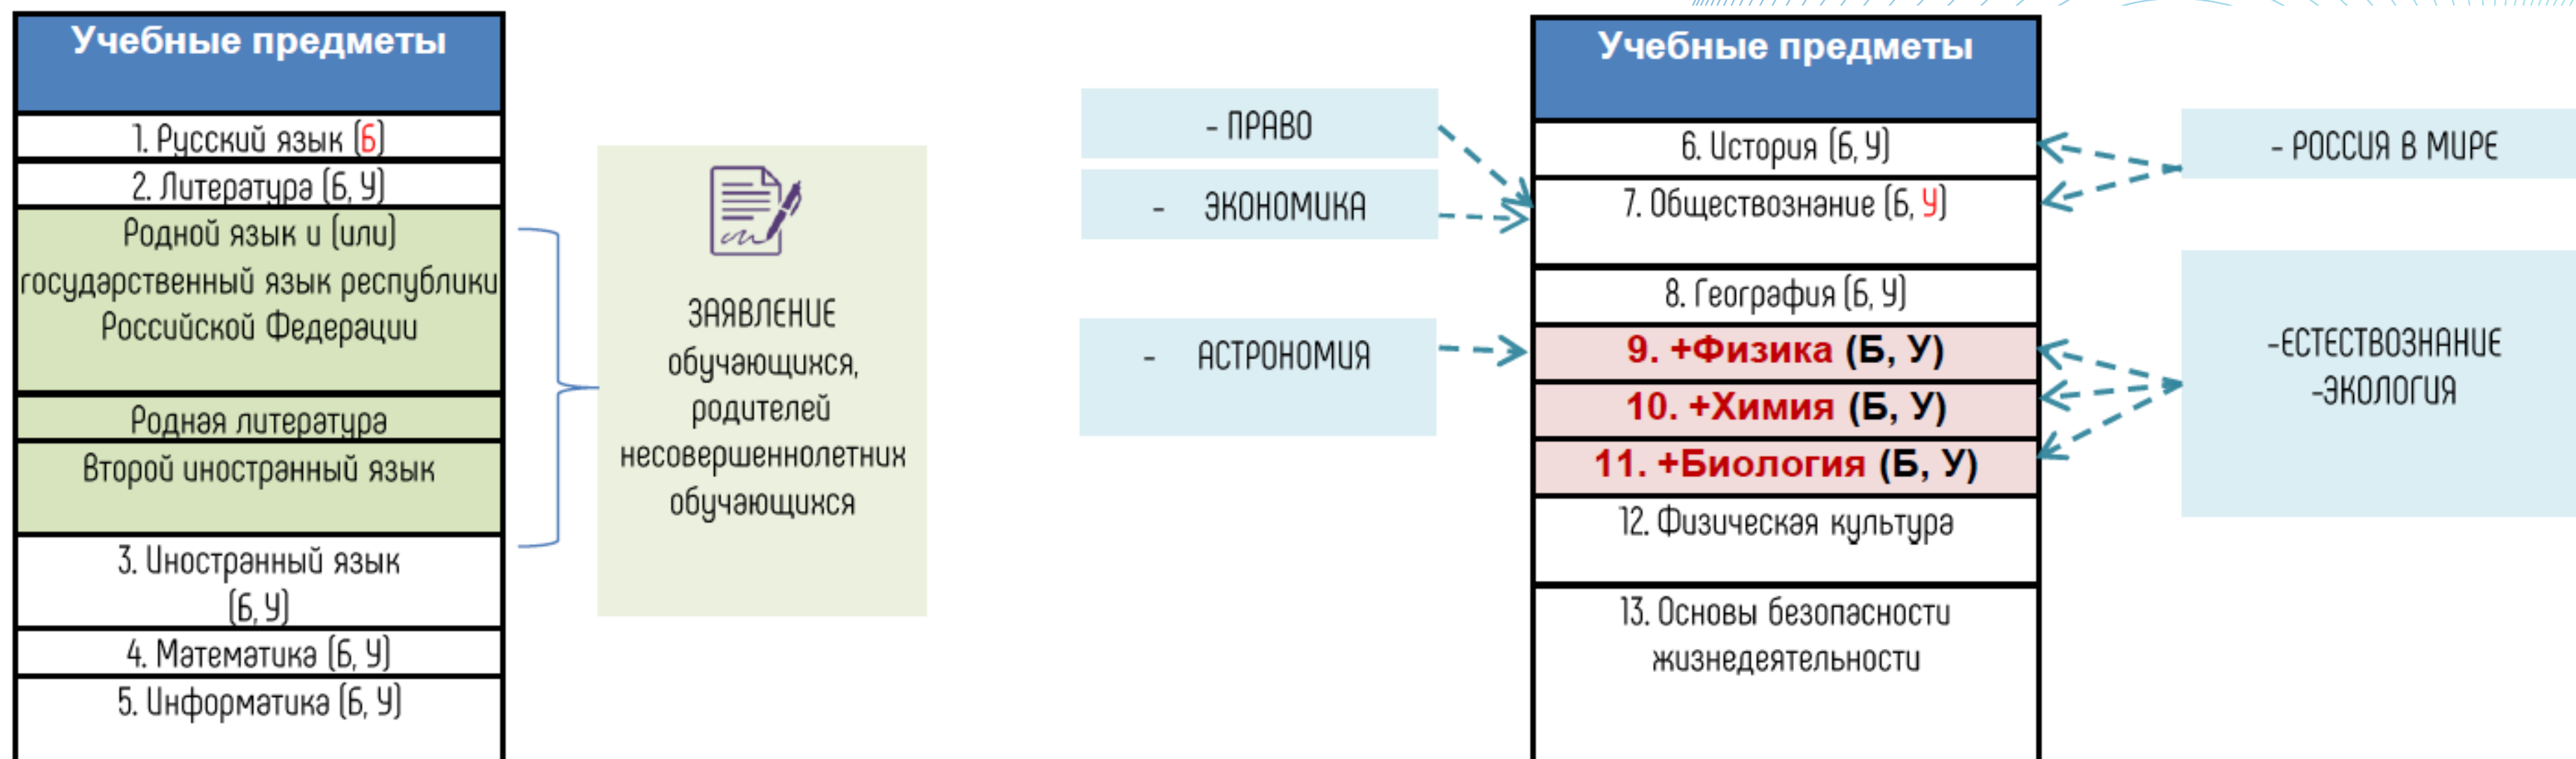 Учебные предметы
1. Русский язык (Б)
2. Литература (Б, У)
Родной язык и (или)
государственный язык республики
Российской Федерации
Родная литература
Второй иностранный язык
3. Иностранный язык
(Б, У)
4. Математика (Б, У)
5. Информатика (Б, У)
ЗАЯВЛЕНИЕ
обучающихся,
родителей
несовершеннолетних
обучающихся
- ПРАВО
- ЭКОНОМИКА
- АСТРОНОМИЯ
Учебные предметы
6. История (Б, У)
7. Обществознание (Б, У)
8. География (Б, У)
9. +Физика (Б, У)
10. +Химия (Б, У)
11. +Биология (Б, У)
12. Физическая культура
13. Основы безопасности
жизнедеятельности
- РОССИЯ В МИРЕ
-ЕСТЕСТВОЗНАНИЕ
-ЭКОЛОГИЯ